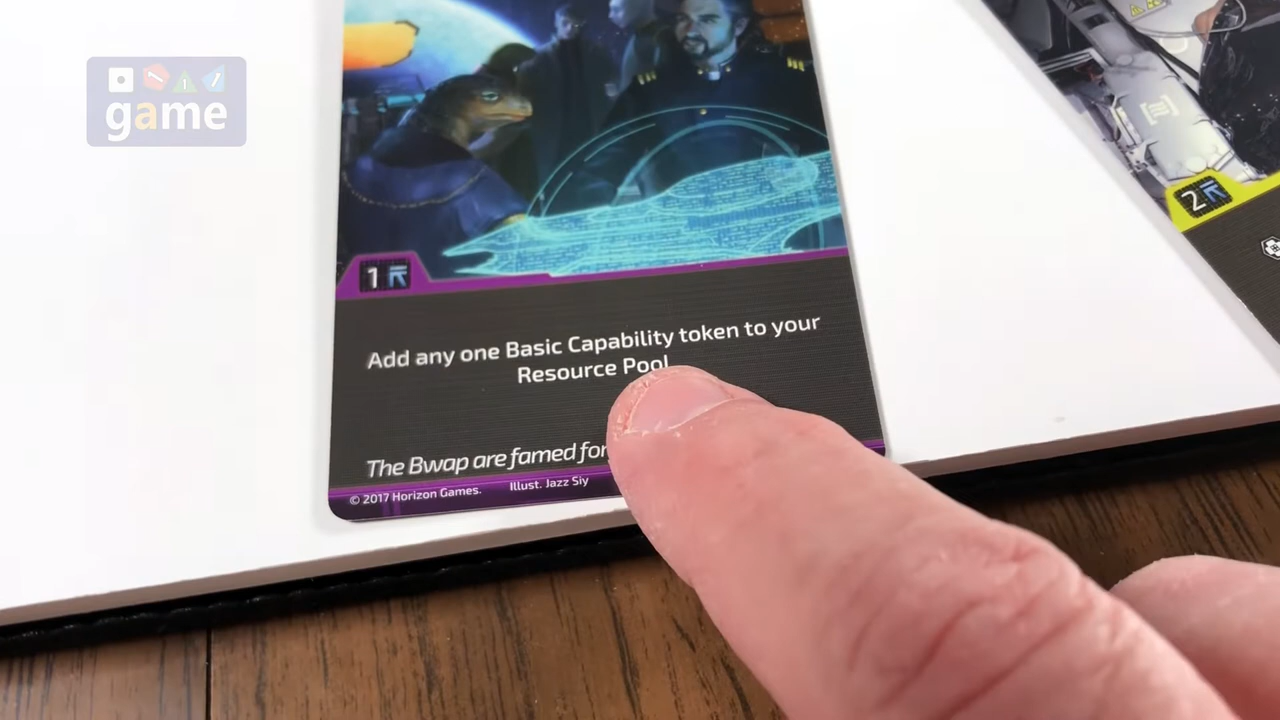 game
1
2
Add any one Basic Capability token to your
Resource Pool
The Bwap are famed for
© 2017 Horizon Games. Illust. Jazz Siy